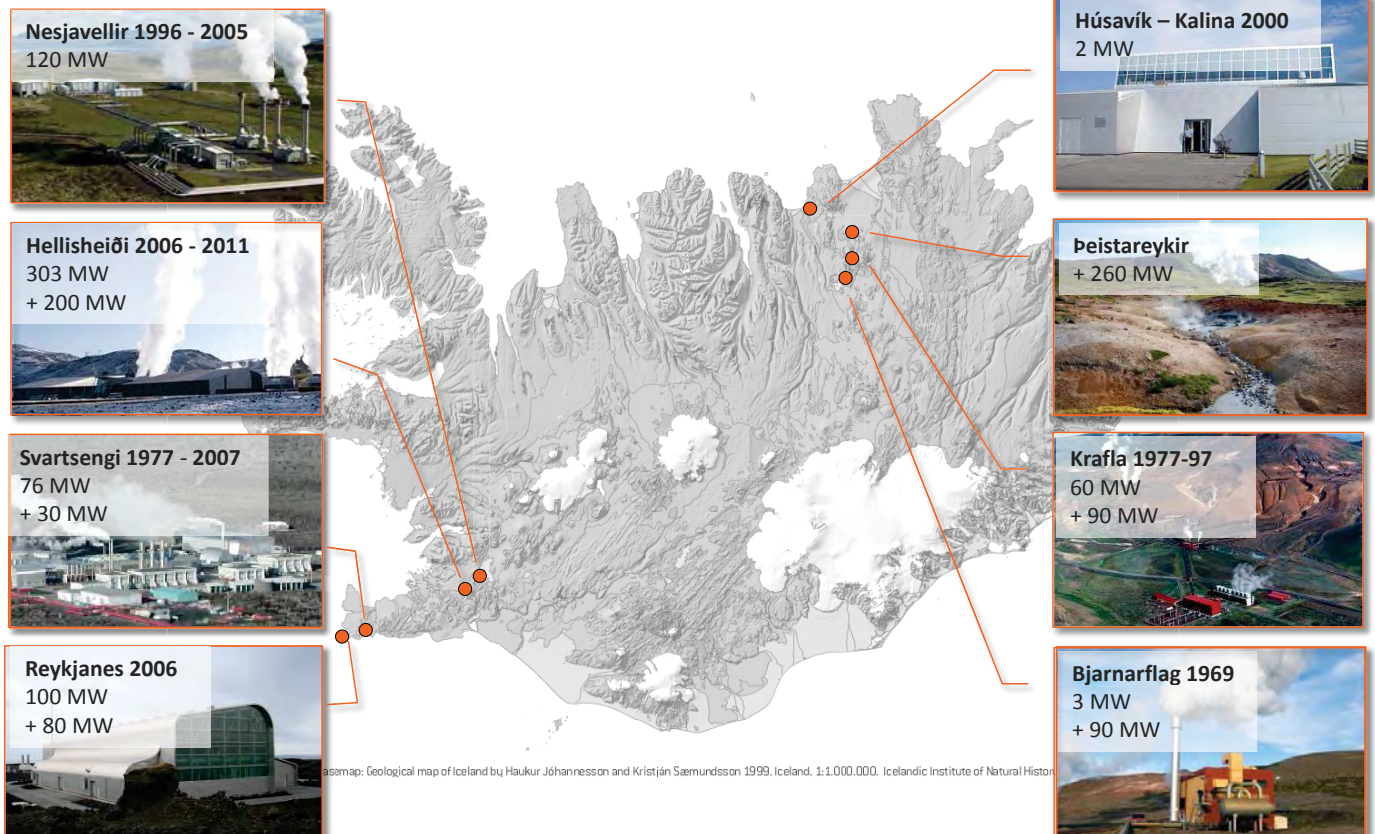 Nesjavellir 1996 - 2005
120 MW
Hellisheiði 2006 - 2011
303 MW
+ 200 MW
Svartsengi 1977 - 2007
76 MW
+ 30 MW
Reykjanes 2006
100 MW
+ 80 MW
Húsavík – Kalina 2000
2 MW
Þeistareykir
+ 260 MW
Krafla 1977-97
60 MW
+ 90 MW
Bjarnarflag 1969
3 MW
+ 90 MW
asemap: Geological map of Iceland by Haukur Jóhannesson and Kristján Sæmundsson 1999. Iceland. 1:1.000.000. Icelandic Institute of Natural Histor